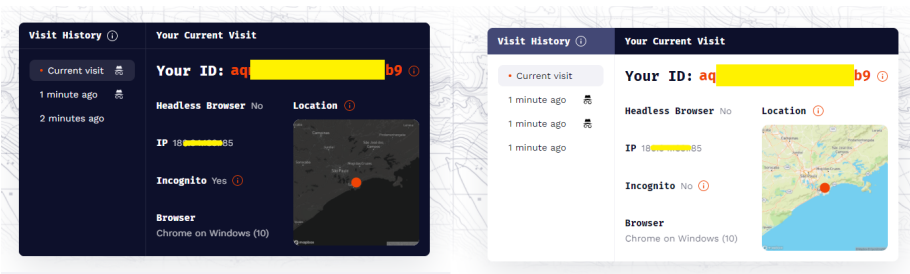 Visit History
Your Current Visit
Current visit
1 minute ago
2 minutes ago
Your ID: aq b9
Headless Browser No
Location
IP 18 85
Incognito Yes
Browser
Chrome on Windows (10)
Visit History
Your Current Visit
Current visit
1 minute ago
1 minute ago
1 minute ago
Your ID: aq b9
Headless Browser No
Location
IP 18 85
Incognito No
Browser
Chrome on Windows (10)